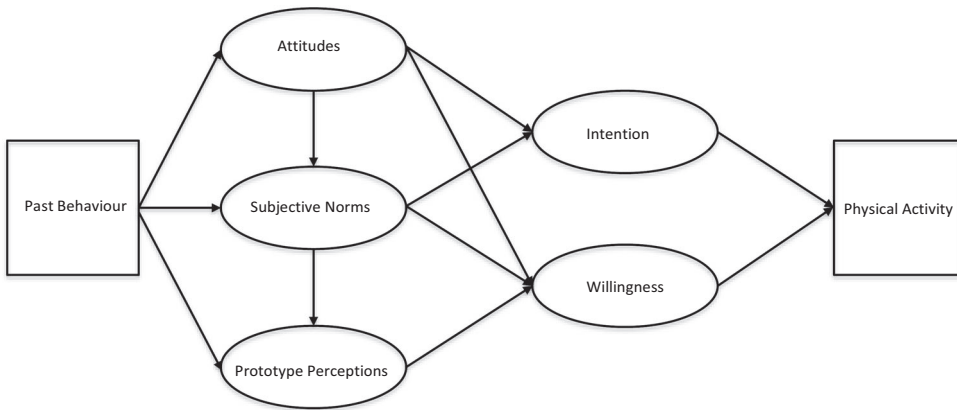 Attitudes
Intention
Past Behaviour
Subjective Norms
Physical Activity
Willingness
Prototype Perceptions